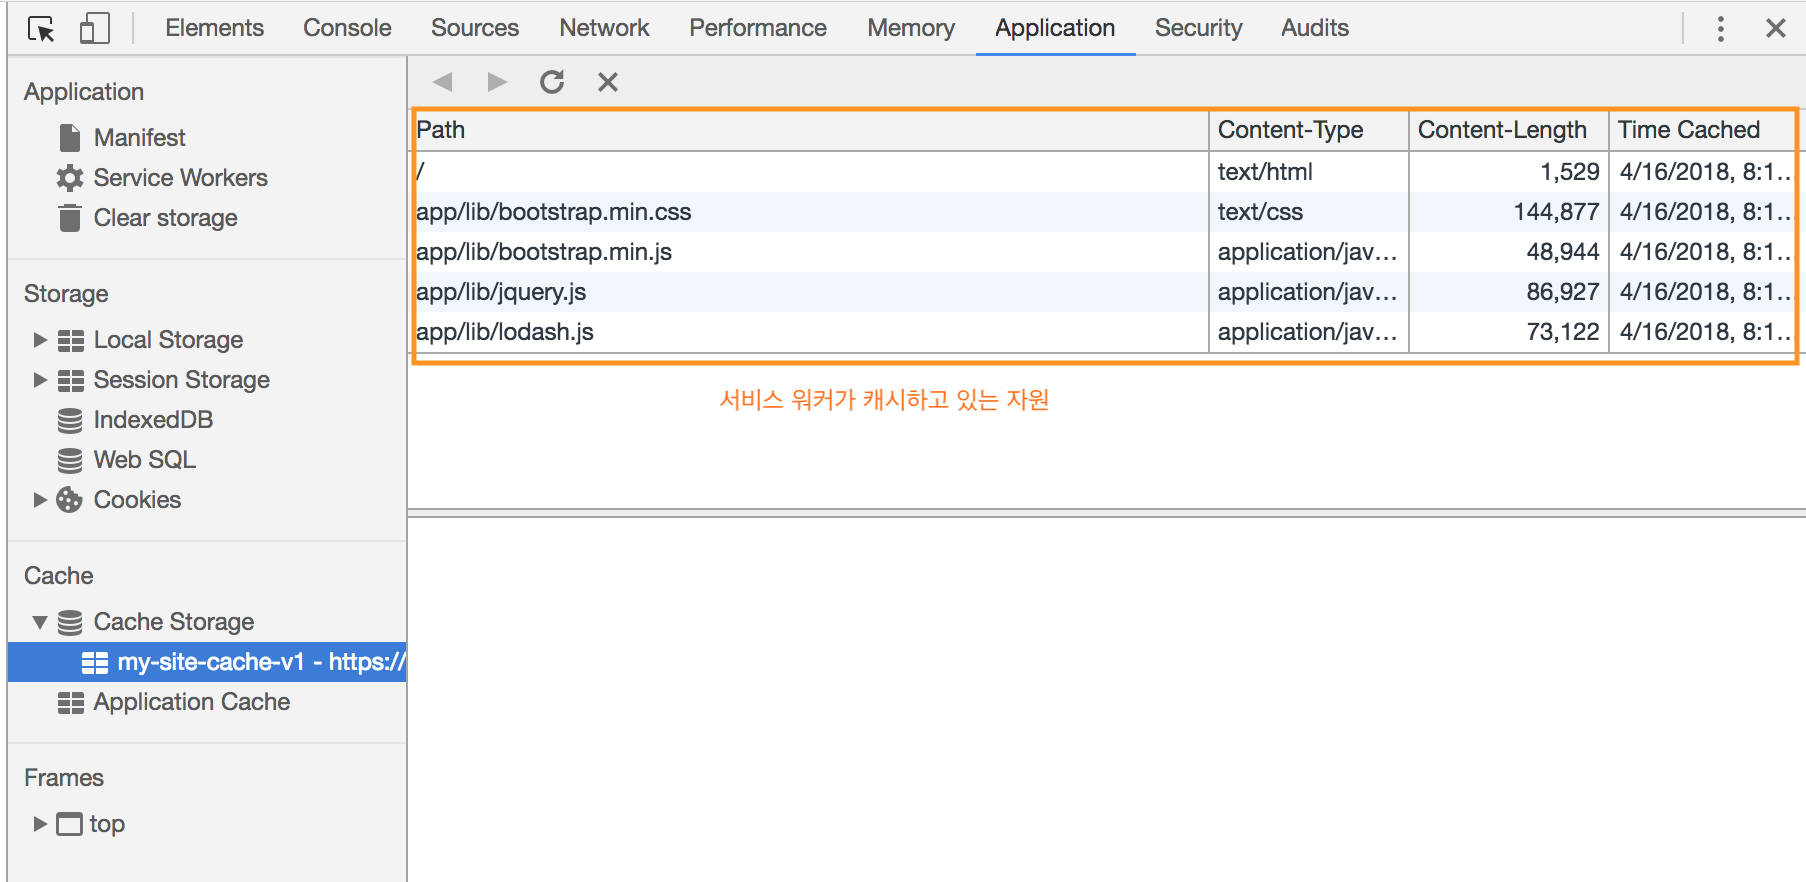 Elements Console Sources Network Performance Memory Application Security Audits
Application
Manifest
Service Workers
Clear storage
Storage
Local Storage
Session Storage
IndexedDB
Web SQL
Cookies
Cache
Cache Storage
my-site-cache-v1 - https://
Application Cache
Frames
top
Path Content-Type Content-Length Time Cached
/ text/html 1,529 4/16/2018, 8:1...
app/lib/bootstrap.min.css text/css 144,877 4/16/2018, 8:1...
app/lib/bootstrap.min.js application/jav... 48,944 4/16/2018, 8:1...
app/lib/jquery.js application/jav... 86,927 4/16/2018, 8:1...
app/lib/lodash.js application/jav... 73,122 4/16/2018, 8:1...
서비스 워커가 캐시하고 있는 자원